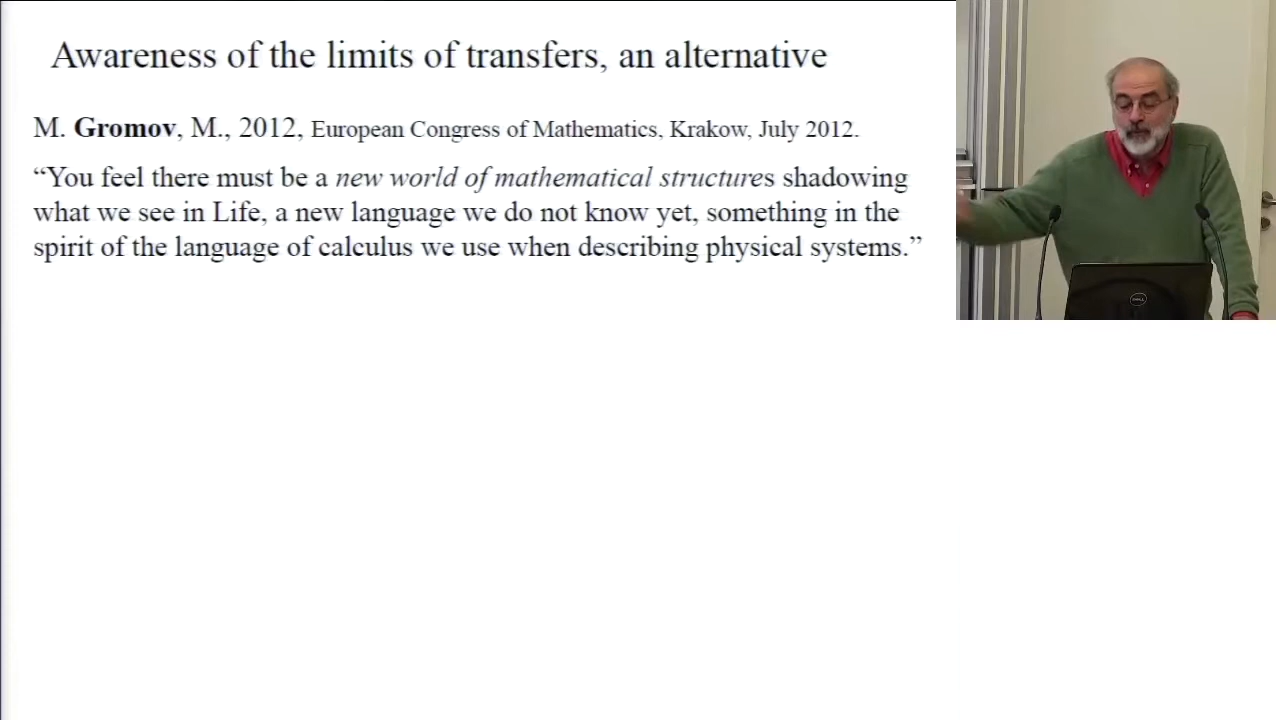 Awareness of the limits of transfers, an alternative
M. Gromov, M., 2012, European Congress of Mathematics, Krakow, July 2012.
“You feel there must be a new world of mathematical structures shadowing
what we see in Life, a new language we do not know yet, something in the
spirit of the language of calculus we use when describing physical systems.”
DELL